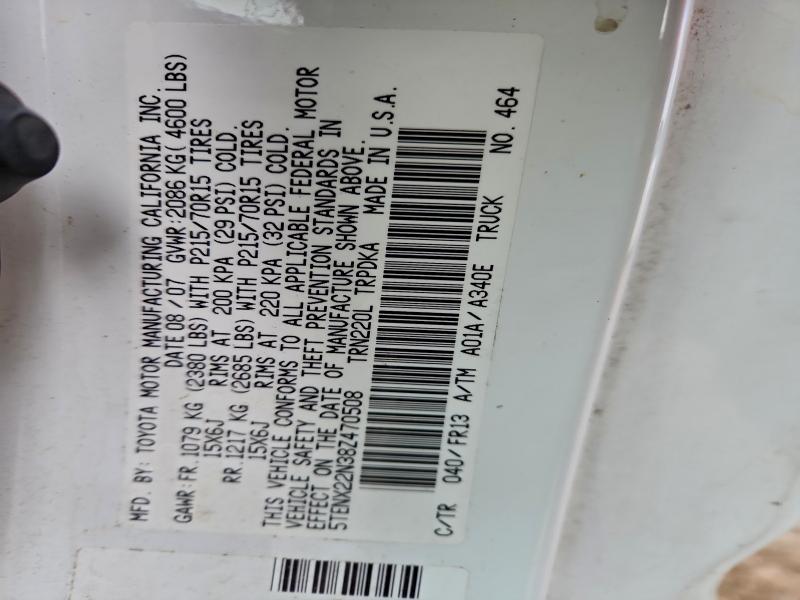 MFD. BY: TOYOTA MOTOR MANUFACTURING CALIFORNIA INC.
DATE 08/07 GVWR:2086 KG( 4600 LBS)
GAWR:FR.1079 KG (2380 LBS) WITH P215/70R15 TIRES
15X6J RIMS AT 200 KPA (29 PSI) COLD.
RR.1217 KG (2685 LBS) WITH P215/70R15 TIRES
15X6J RIMS AT 220 KPA (32 PSI) COLD.
THIS VEHICLE CONFORMS TO ALL APPLICABLE FEDERAL MOTOR
VEHICLE SAFETY AND THEFT PREVENTION STANDARDS IN
EFFECT ON THE DATE OF MANUFACTURE SHOWN ABOVE.
5TENX22N38Z470508 TRN220L TRPDKA MADE IN U.S.A.
C/TR 040/FR13 A/TM A01A/A340E TRUCK NO. 464